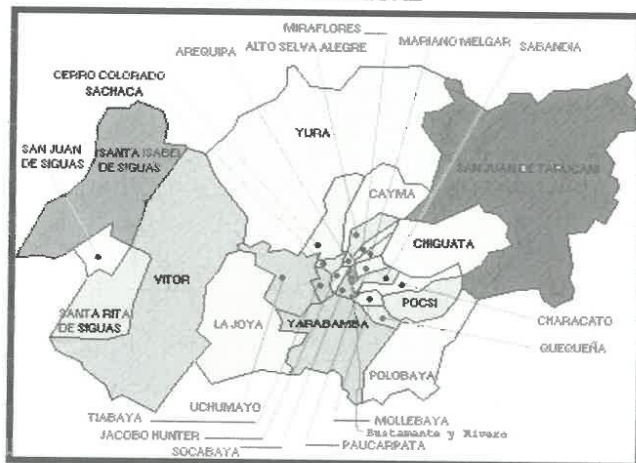 MIRAFLORES
AREQUIPA ALTO SELVA ALEGRE MARIANO MELGAR SABANDIA
CERRO COLORADO
SACHACA
YURA
SAN JUAN
DE SIGUAS
SANTA ISABEL
DE SIGUAS
CAYMA
SAN JUAN DE TARUCANI
CHIGUATA
VITOR
SANTA RITA
DE SIGUAS
LA JOYA
YARABAMBA
POCSI
CHARACATO
QUEQUEÑA
POLOBAYA
UCHUMAYO
TIABAYA
MOLLEBAYA
JACOBO HUNTER
Bustamante y Rivero
SOCABAYA
PAUCARPATA